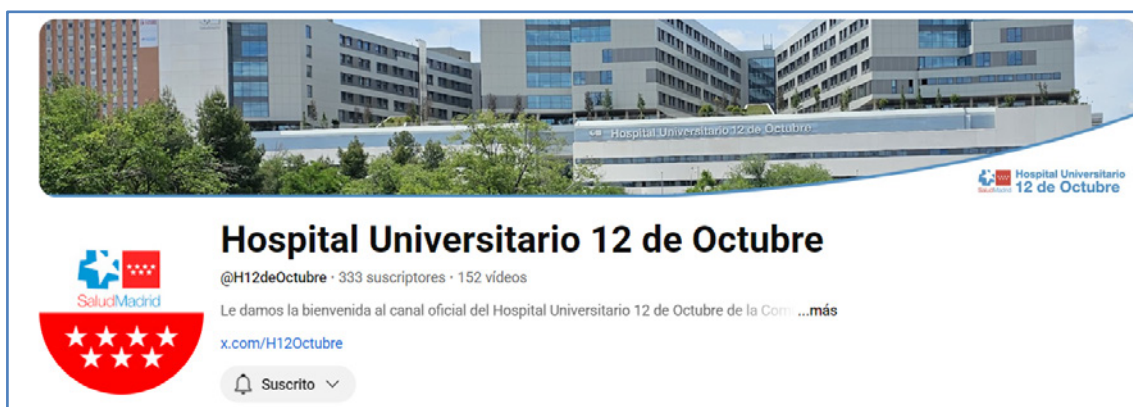 Hospital Universitario 12 de Octubre
Hospital Universitario
12 de Octubre
SaludMadrid
Hospital Universitario 12 de Octubre
@H12deOctubre · 333 suscriptores · 152 vídeos
SaludMadrid
Le damos la bienvenida al canal oficial del Hospital Universitario 12 de Octubre de la Com ...más
x.com/H12Octubre
Suscrito